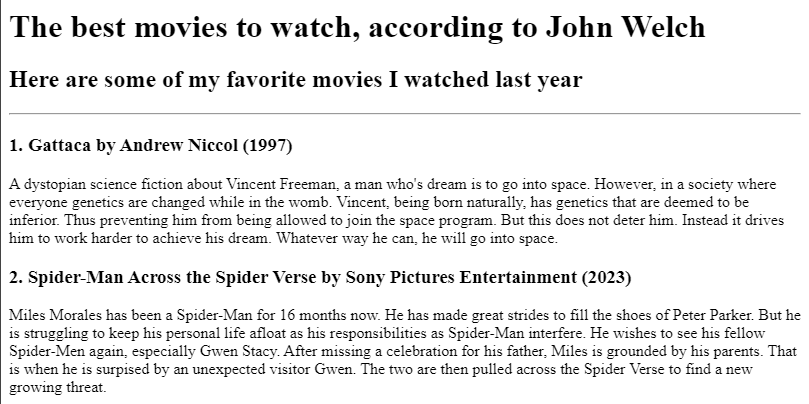 The best movies to watch, according to John Welch
Here are some of my favorite movies I watched last year
1. Gattaca by Andrew Niccol (1997)
A dystopian science fiction about Vincent Freeman, a man who's dream is to go into space. However, in a society where
everyone genetics are changed while in the womb. Vincent, being born naturally, has genetics that are deemed to be
inferior. Thus preventing him from being allowed to join the space program. But this does not deter him. Instead it drives
him to work harder to achieve his dream. Whatever way he can, he will go into space.
2. Spider-Man Across the Spider Verse by Sony Pictures Entertainment (2023)
Miles Morales has been a Spider-Man for 16 months now. He has made great strides to fill the shoes of Peter Parker. But he
is struggling to keep his personal life afloat as his responsibilities as Spider-Man interfere. He wishes to see his fellow
Spider-Men again, especially Gwen Stacy. After missing a celebration for his father, Miles is grounded by his parents. That
is when he is surpised by an unexpected visitor Gwen. The two are then pulled across the Spider Verse to find a new
growing threat.